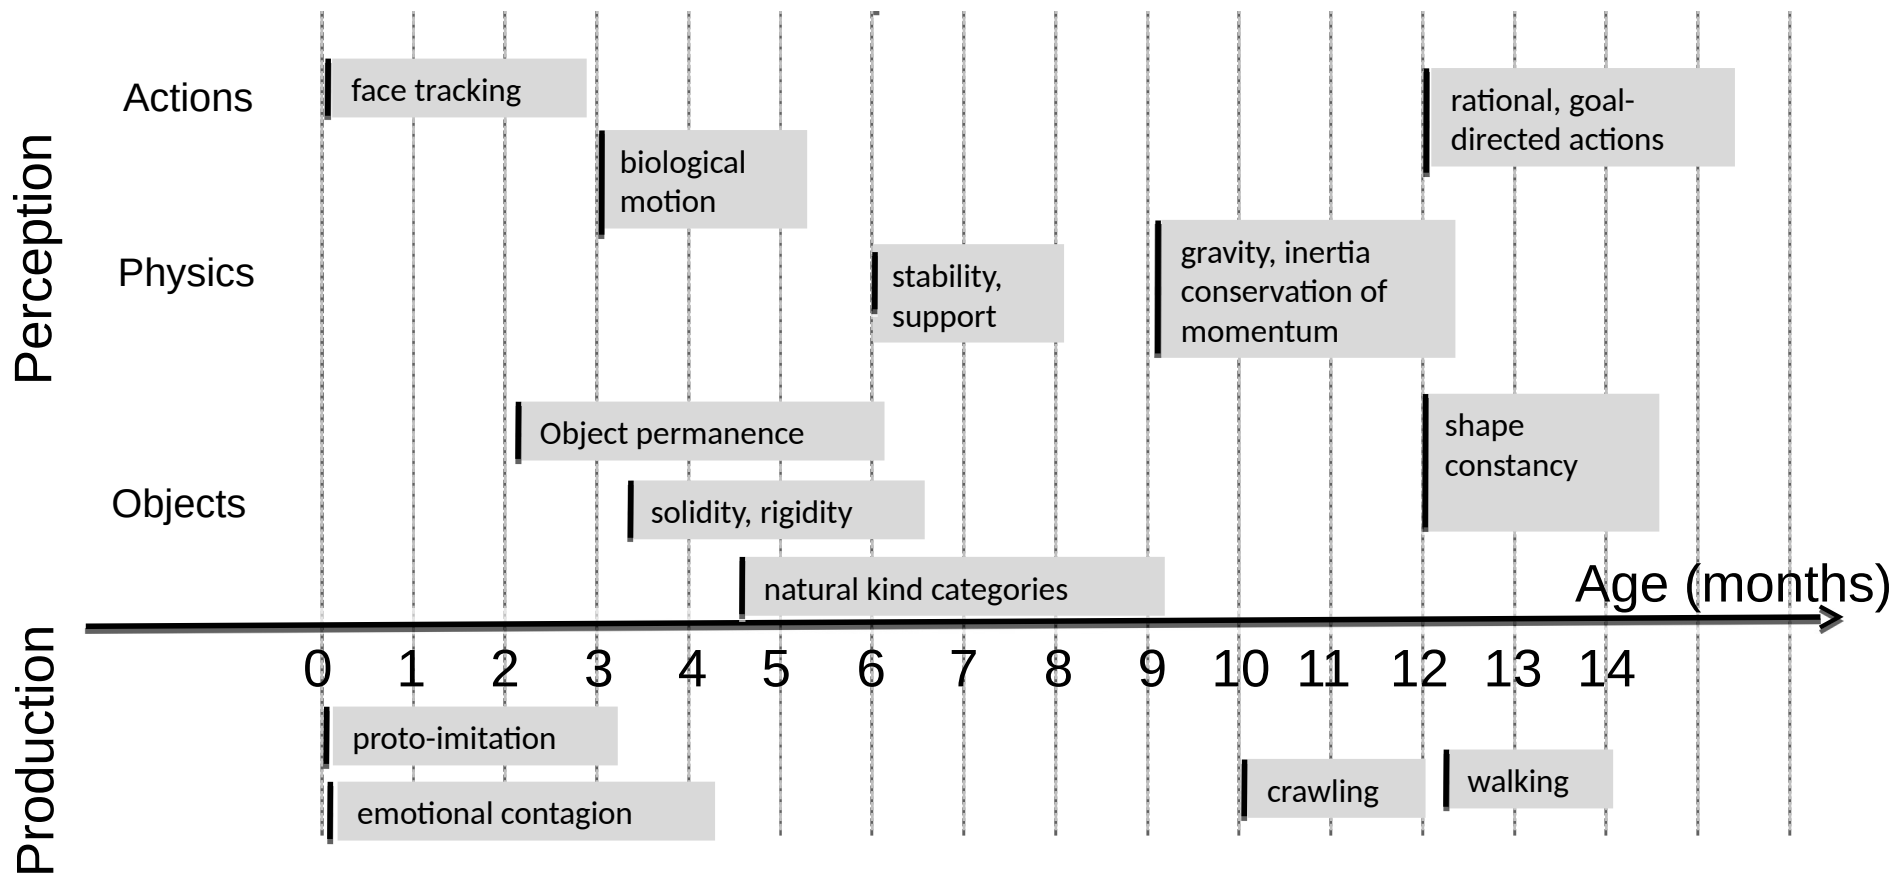 Perception
Actions
face tracking
rational, goal-
directed actions
biological
motion
Physics
gravity, inertia
conservation of
momentum
stability,
support
Object permanence
shape
constancy
Objects
solidity, rigidity
natural kind categories
Age (months)
0 1 2 3 4 5 6 7 8 9 10 11 12 13 14
Production
proto-imitation
crawling
walking
emotional contagion